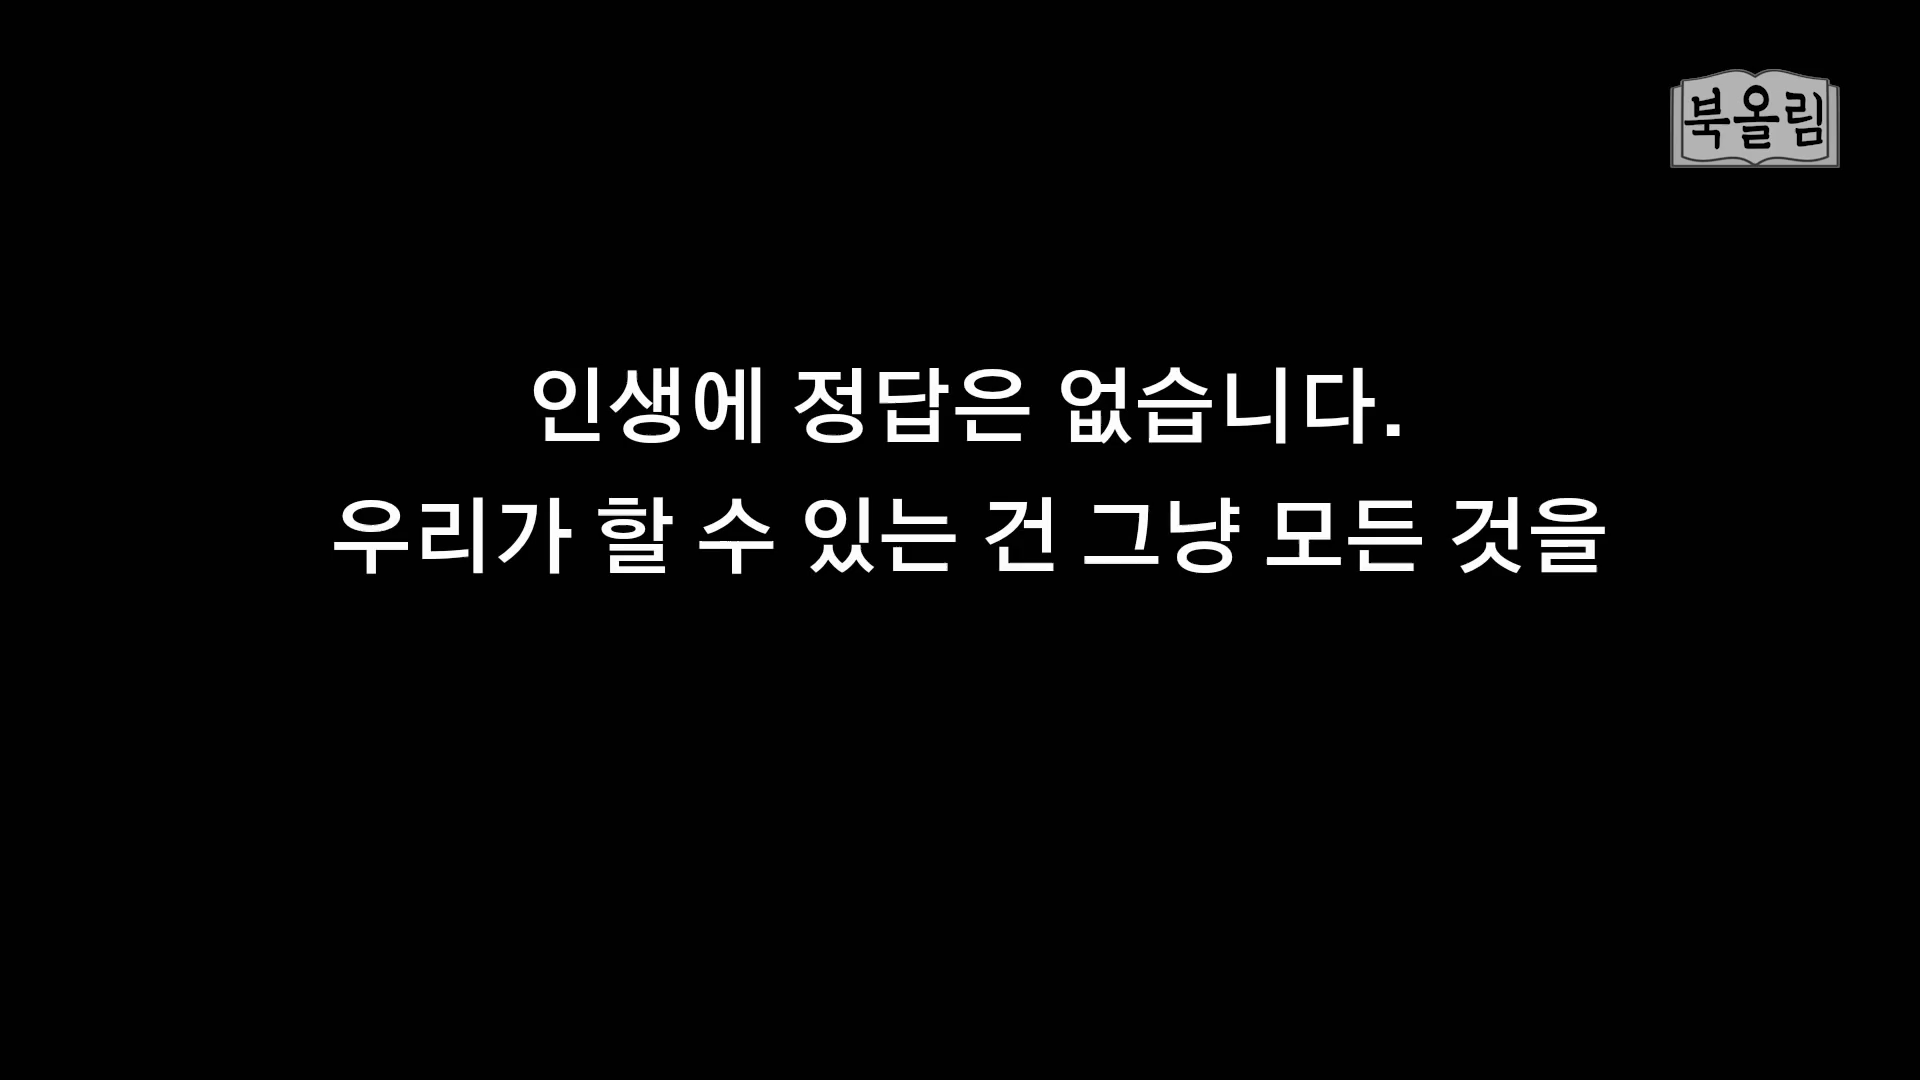 북올림
인생에 정답은 없습니다.
우리가 할 수 있는 건 그냥 모든 것을